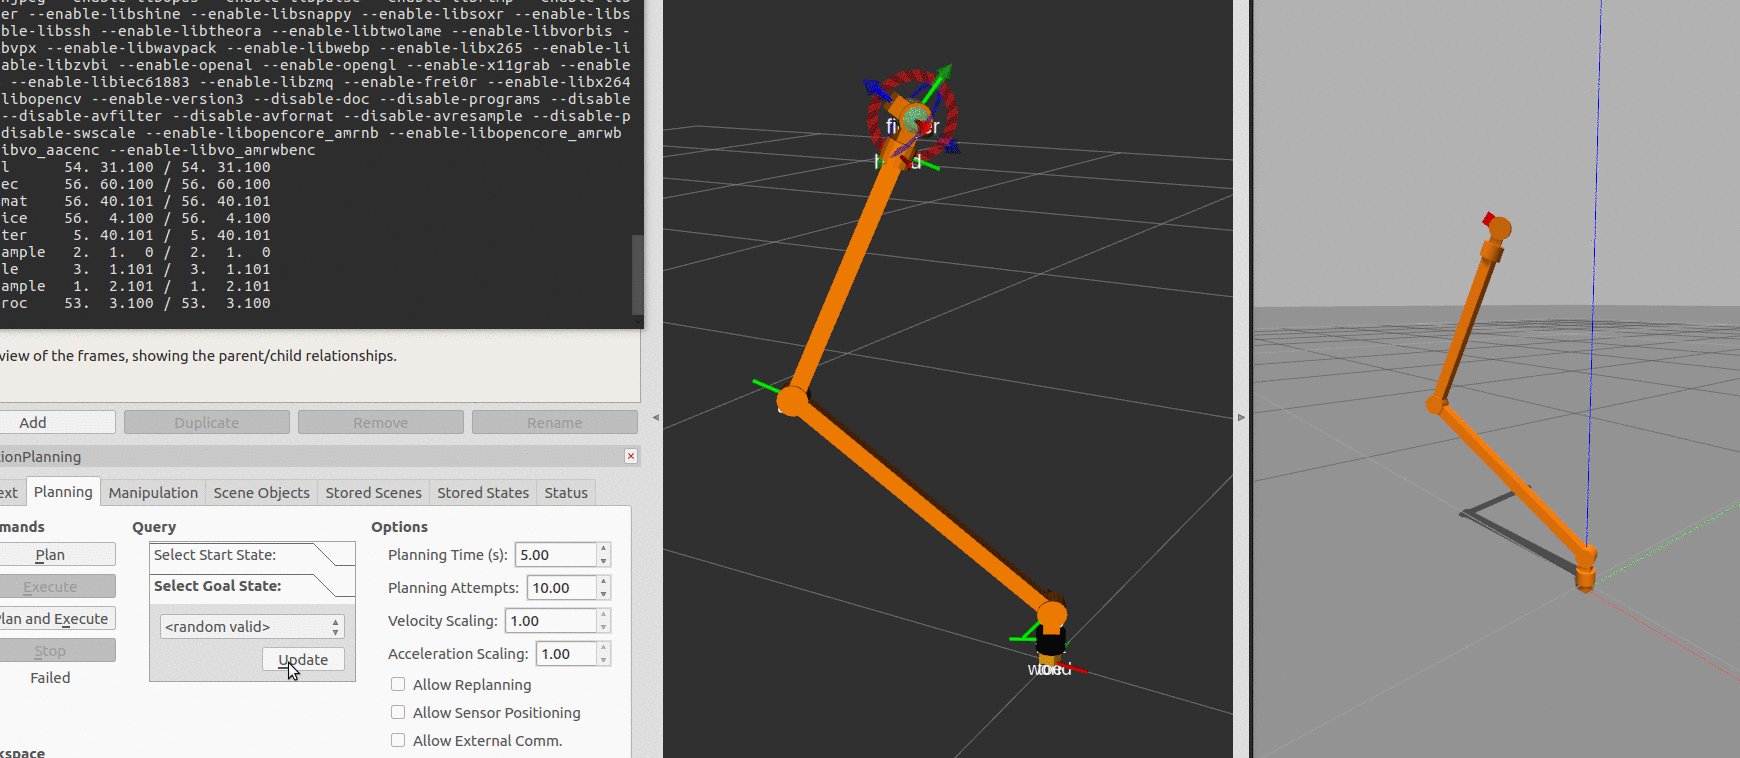 er --enable-libshine --enable-libsnappy --enable-libsoxr --enable-libs
ble-libssh --enable-libtheora --enable-libtwolame --enable-libvorbis -
bvpx --enable-libwavpack --enable-libwebp --enable-libx265 --enable-li
able-libzvbi --enable-openal --enable-opengl --enable-x11grab --enable
--enable-libiec61883 --enable-libzmq --enable-frei0r --enable-libx264
libopencv --enable-version3 --disable-doc --disable-programs --disable
--disable-avfilter --disable-avformat --disable-avresample --disable-p
disable-swscale --enable-libopencore_amrnb --enable-libopencore_amrwb
ibvo_aacenc --enable-libvo_amrwbenc
l 54. 31.100 / 54. 31.100
ec 56. 60.100 / 56. 60.100
mat 56. 40.101 / 56. 40.101
ice 56. 4.100 / 56. 4.100
ter 5. 40.101 / 5. 40.101
ample 2. 1. 0 / 2. 1. 0
le 3. 1.101 / 3. 1.101
ample 1. 2.101 / 1. 2.101
roc 53. 3.100 / 53. 3.100
view of the frames, showing the parent/child relationships.
Add Duplicate Remove Rename
ionPlanning
ext Planning Manipulation Scene Objects Stored Scenes Stored States Status
mands Query Options
Plan Select Start State: Planning Time (s): 5.00
Execute Select Goal State: Planning Attempts: 10.00
Plan and Execute <random valid> Velocity Scaling: 1.00
Stop Update Acceleration Scaling: 1.00
Failed
Allow Replanning
Allow Sensor Positioning
Allow External Comm.
kspace